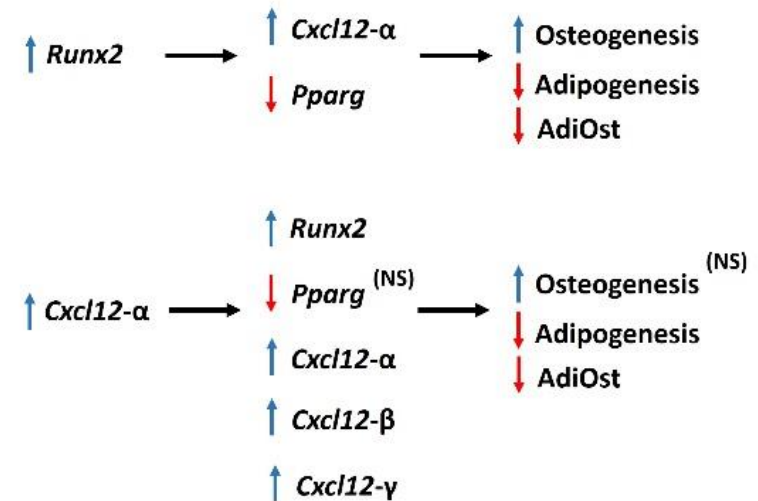 Runx2
Cxcl12-α
Pparg
Osteogenesis
Adipogenesis
AdiOst
Cxcl12-α
Runx2
Pparg (NS)
Cxcl12-α
Cxcl12-β
Cxcl12-γ
Osteogenesis (NS)
Adipogenesis
AdiOst